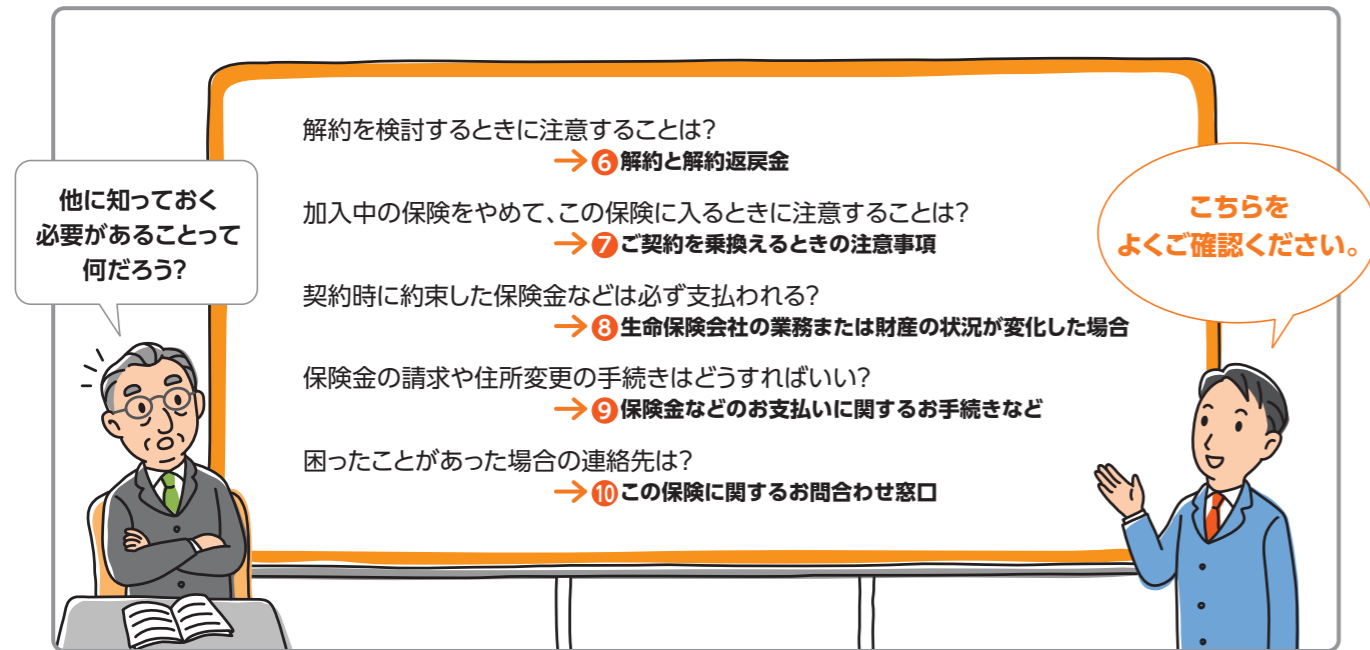 解約を検討するときに注意することは?
→❻解約と解約返戻金
他に知っておく
必要があることって
何だろう?
加入中の保険をやめて、この保険に入るときに注意することは?
→❼ご契約を乗換えるときの注意事項
こちらを
よくご確認ください。
契約時に約束した保険金などは必ず支払われる?
→❽生命保険会社の業務または財産の状況が変化した場合
保険金の請求や住所変更の手続きはどうすればいい?
→❾保険金などのお支払いに関するお手続きなど
困ったことがあった場合の連絡先は?
→❿この保険に関するお問合わせ窓口